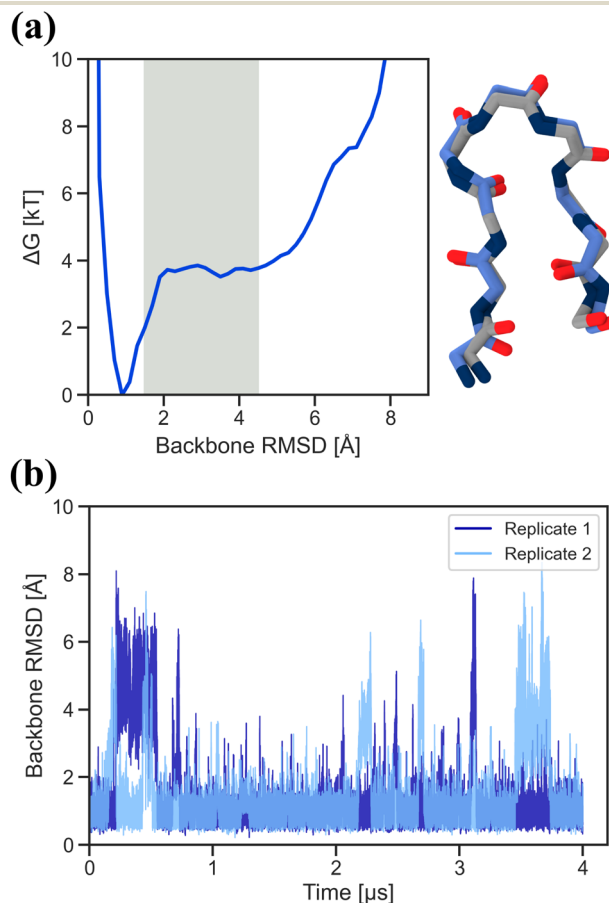 (a)
10
8
6
4
2
0
ΔG [kT]
0 2 4 6 8
Backbone RMSD [Å]
(b)
10
8
6
4
2
0
Backbone RMSD [Å]
Replicate 1
Replicate 2
0 1 2 3 4
Time [µs]